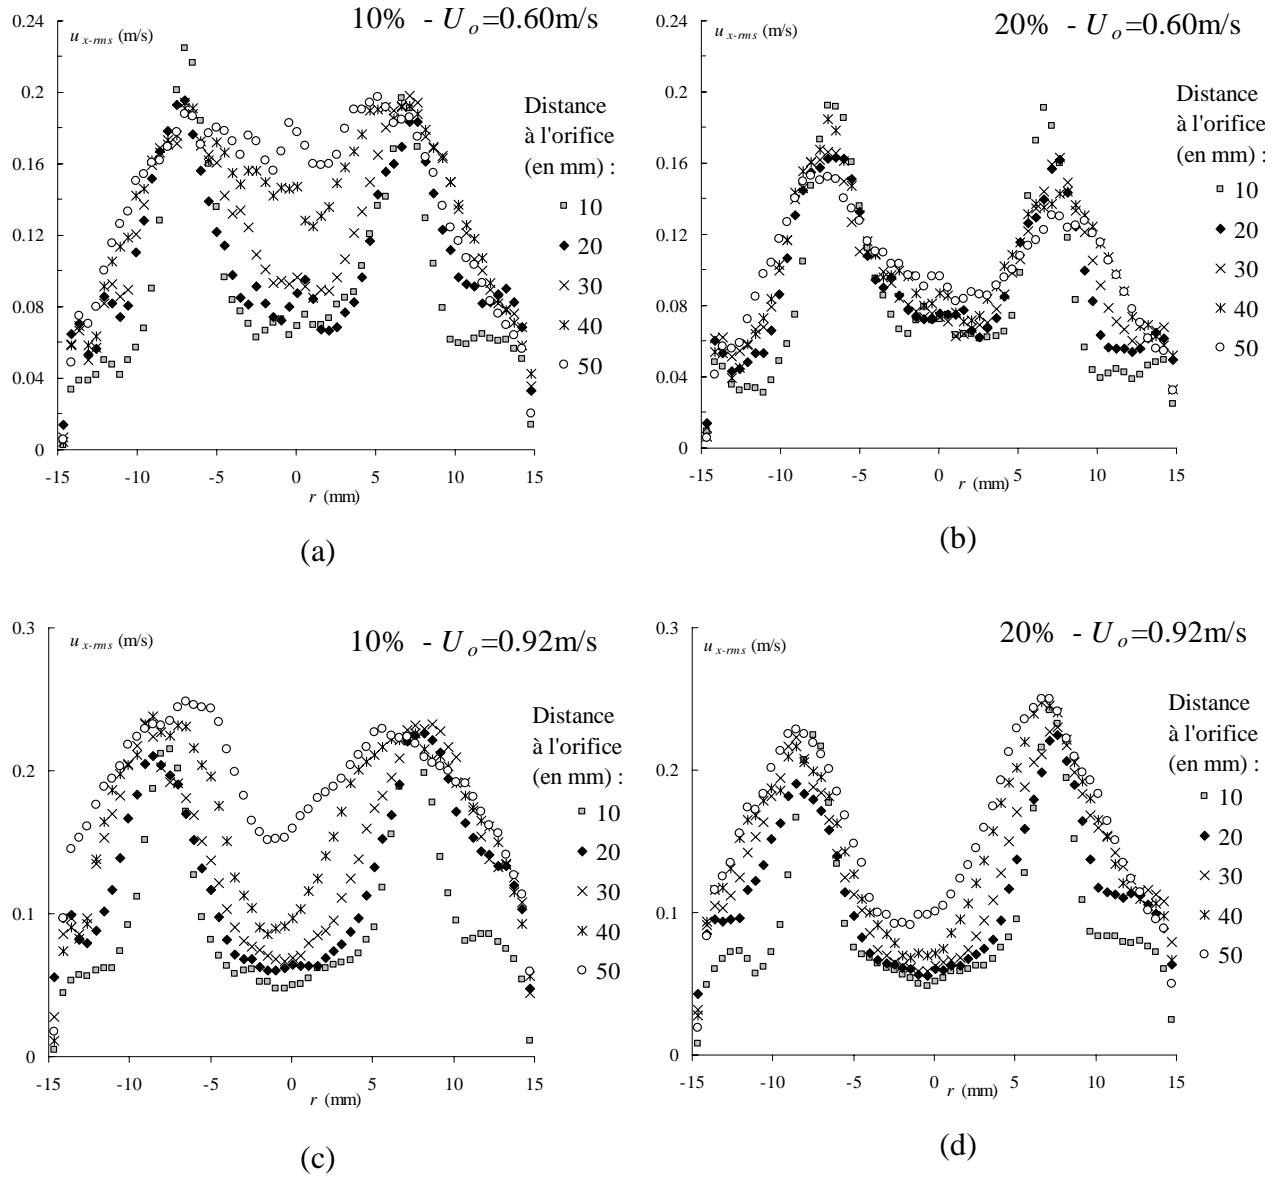 10% - U o =0.60m/s
u x-rms (m/s)
0.24
0.2
0.16
0.12
0.08
0.04
0
-15
-10
-5
0
5
10
15
r (mm)
Distance
à l'orifice
(en mm) :
10
20
30
40
50
(a)
20% - U o =0.60m/s
u x-rms (m/s)
0.24
0.2
0.16
0.12
0.08
0.04
0
-15
-10
-5
0
5
10
15
r (mm)
Distance
à l'orifice
(en mm) :
10
20
30
40
50
(b)
10% - U o =0.92m/s
u x-rms (m/s)
0.3
0.2
0.1
0
-15
-10
-5
0
5
10
15
r (mm)
Distance
à l'orifice
(en mm) :
10
20
30
40
50
(c)
20% - U o =0.92m/s
u x-rms (m/s)
0.3
0.2
0.1
0
-15
-10
-5
0
5
10
15
r (mm)
Distance
à l'orifice
(en mm) :
10
20
30
40
50
(d)